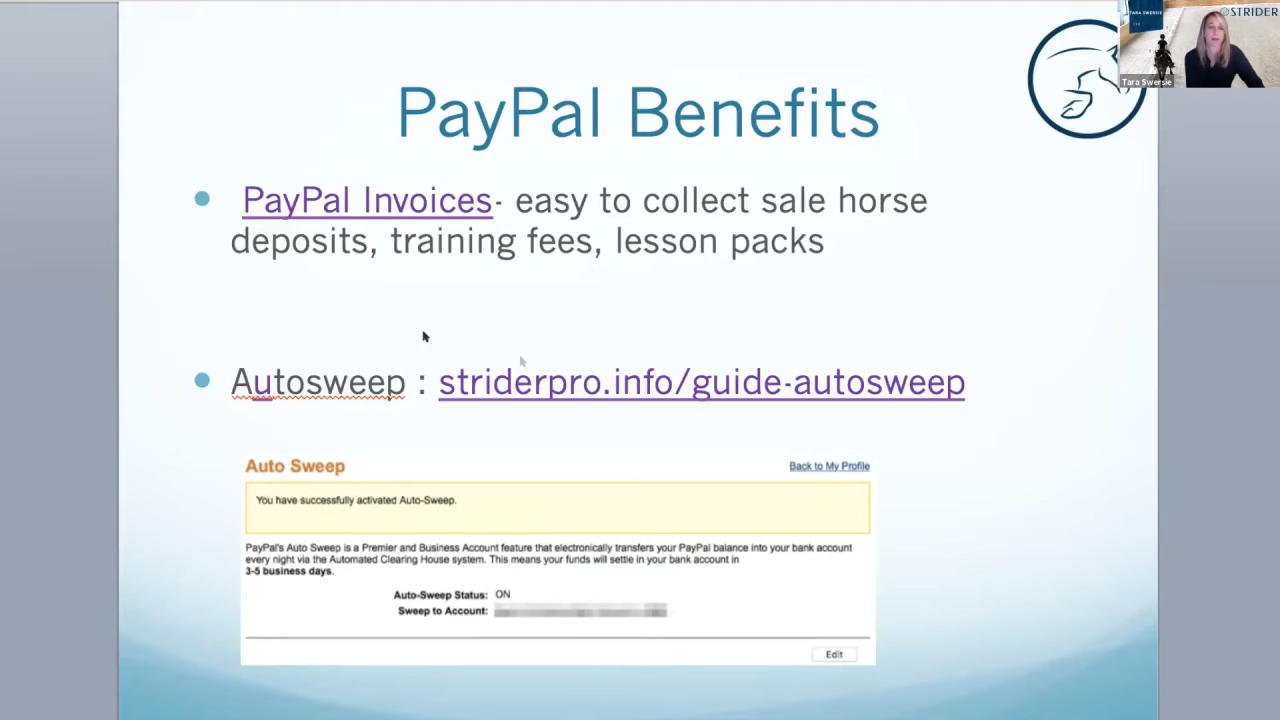 STRIDER
TARA SWERSIE
Tara Swersie
PayPal Benefits
PayPal Invoices- easy to collect sale horse
deposits, training fees, lesson packs
Autosweep : striderpro.info/guide-autosweep
Auto Sweep
Back to My Profile
You have successfully activated Auto-Sweep.
PayPal's Auto Sweep is a Premier and Business Account feature that electronically transfers your PayPal balance into your bank account
every night via the Automated Clearing House system. This means your funds will settle in your bank account in
3-5 business days.
Auto-Sweep Status: ON
Sweep to Account:
Edit